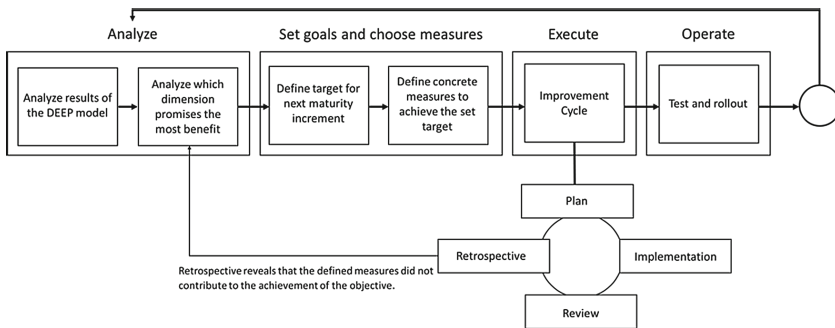 Analyze
Set goals and choose measures
Execute
Operate
Analyze results of
the DEEP model
Analyze which
dimension
promises the
most benefit
Define target for
next maturity
increment
Define concrete
measures to
achieve the set
target
Improvement
Cycle
Test and rollout
Plan
Retrospective
Implementation
Retrospective reveals that the defined measures did not
contribute to the achievement of the objective.
Review